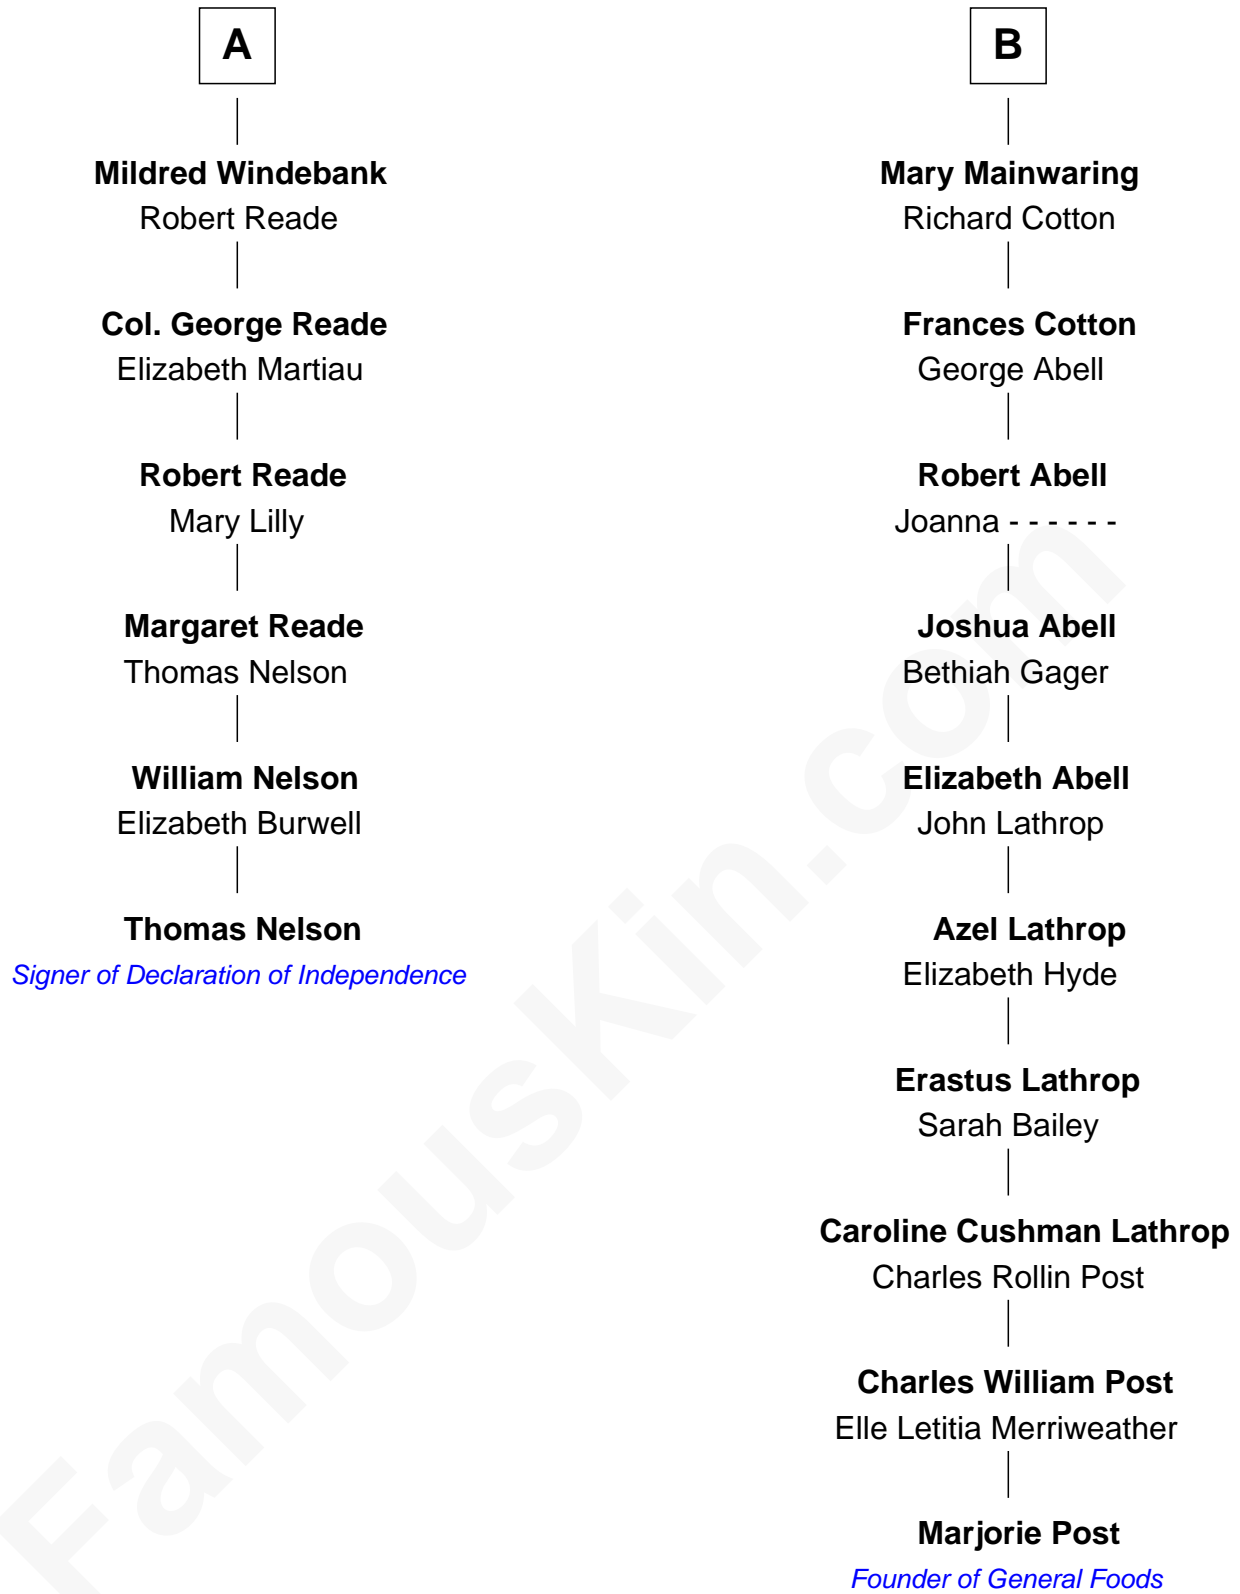 A
Mildred Windebank
Robert Reade
Col. George Reade
Elizabeth Martiau
Robert Reade
Mary Lilly
Margaret Reade
Thomas Nelson
William Nelson
Elizabeth Burwell
Thomas Nelson
Signer of Declaration of Independence
B
Mary Mainwaring
Richard Cotton
Frances Cotton
George Abell
Robert Abell
Joanna - - - - - -
Joshua Abell
Bethiah Gager
Elizabeth Abell
John Lathrop
Azel Lathrop
Elizabeth Hyde
Erastus Lathrop
Sarah Bailey
Caroline Cushman Lathrop
Charles Rollin Post
Charles William Post
Elle Letitia Merriweather
Marjorie Post
Founder of General Foods
FamousKin.com